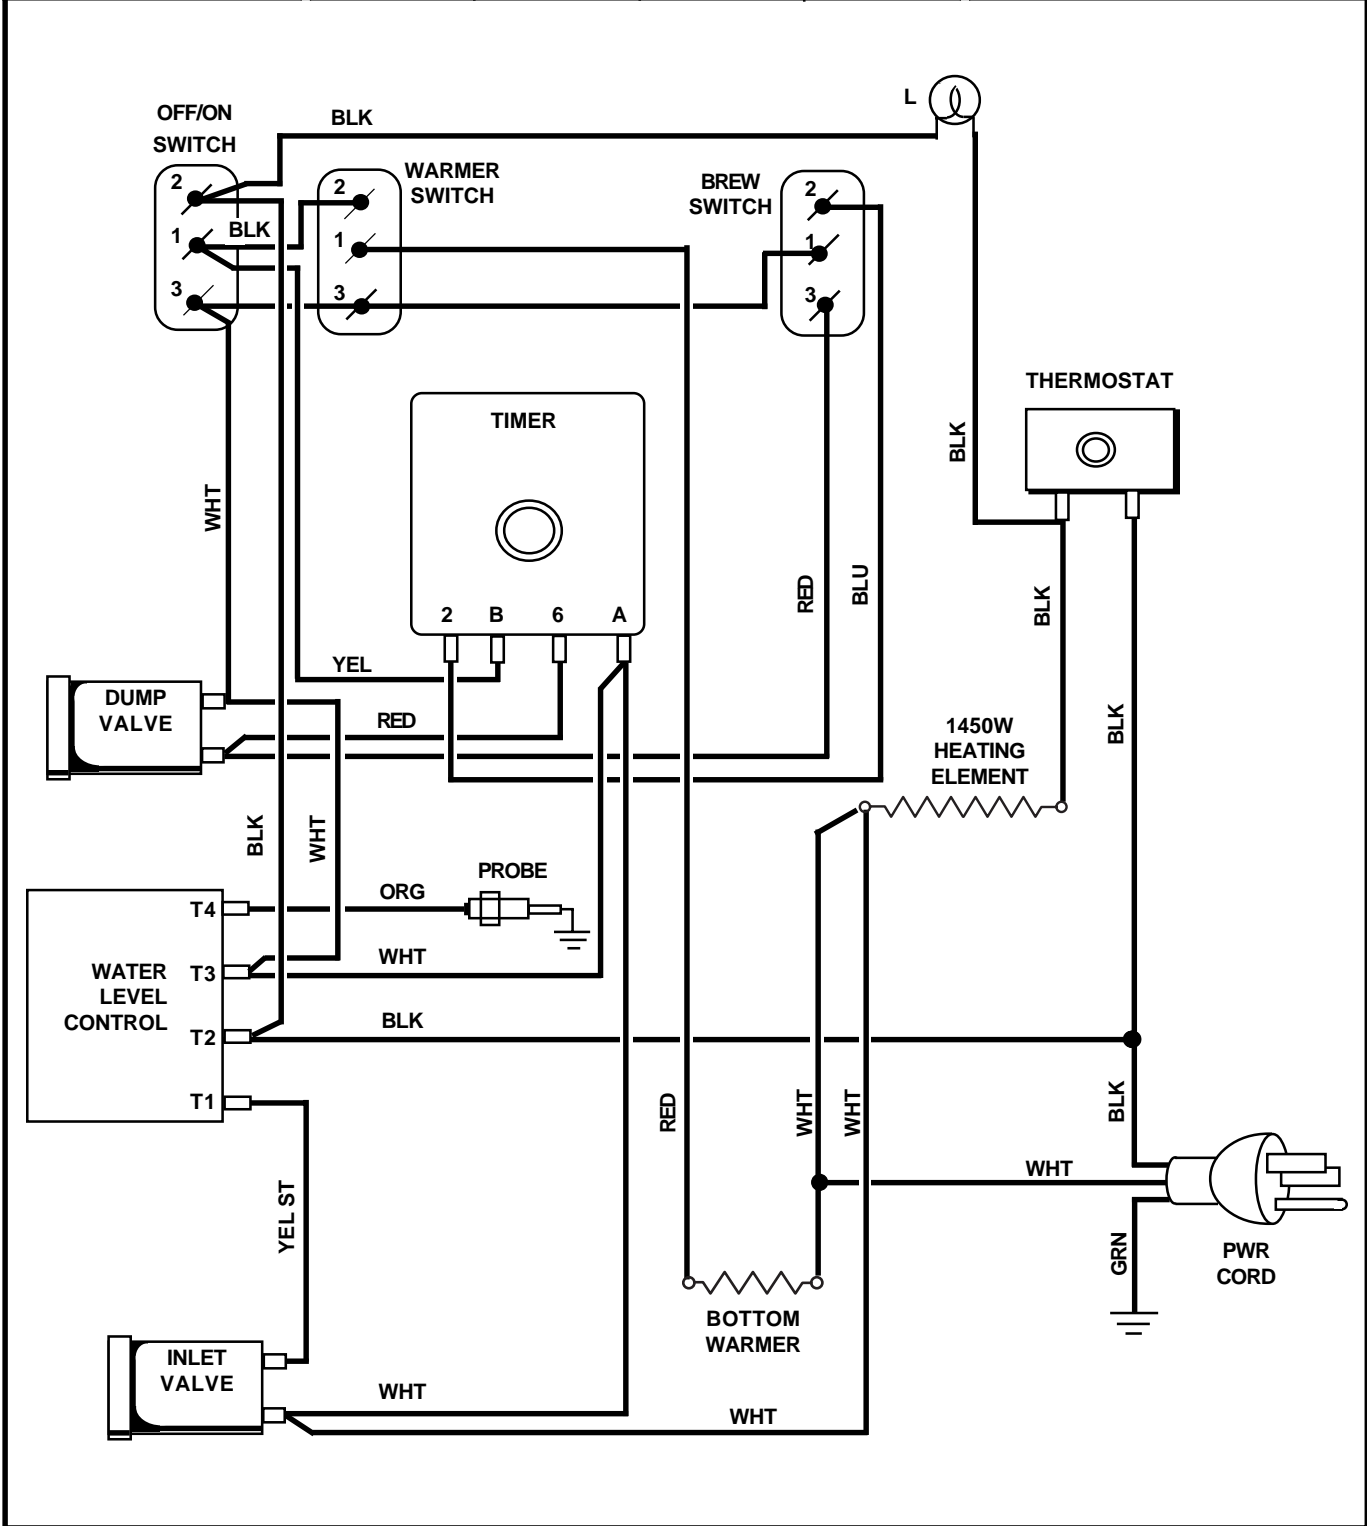 L
OFF/ON
SWITCH
BLK
WARMER
SWITCH
BREW
SWITCH
2
1
3
BLK
2
1
3
2
1
3
THERMOSTAT
TIMER
BLK
WHT
2 B 6 A
RED
BLU
BLK
YEL
DUMP
VALVE
RED
BLK
1450W
HEATING
ELEMENT
BLK
WHT
PROBE
ORG
WATER
LEVEL
CONTROL
T4
T3
T2
T1
WHT
BLK
RED
WHT
WHT
BLK
WHT
YEL ST
GRN
PWR
CORD
BOTTOM
WARMER
INLET
VALVE
WHT
WHT